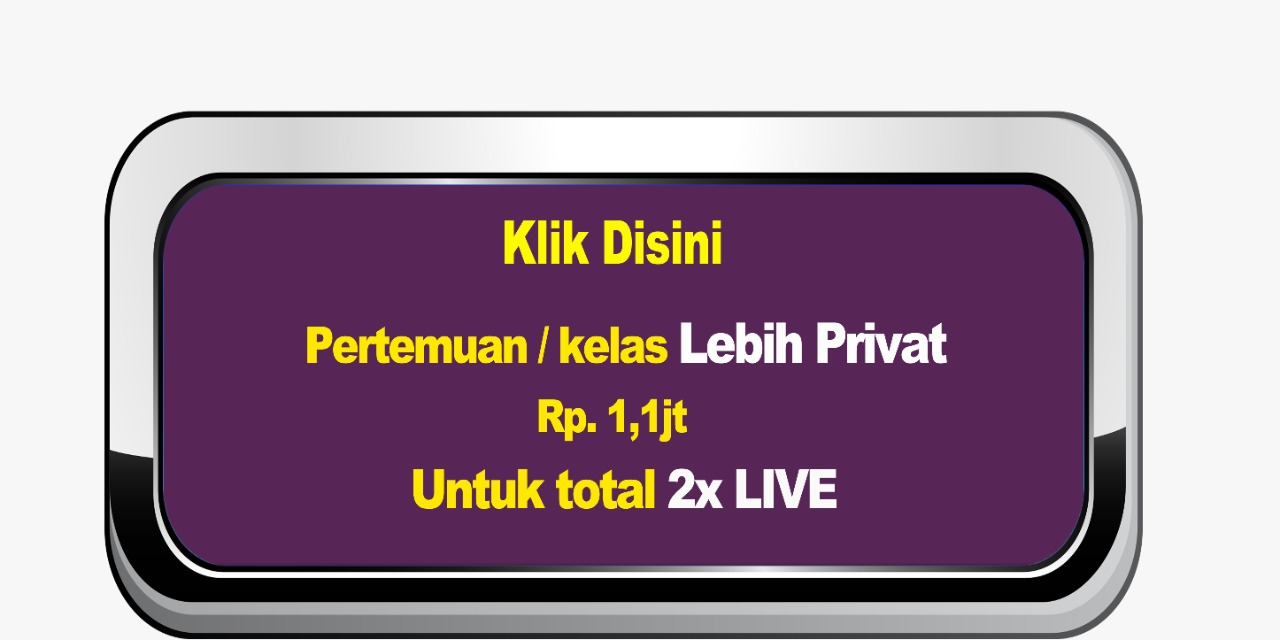 Klik Disini
Pertemuan / kelas Lebih Privat
Rp. 1,1jt
Untuk total 2x LIVE